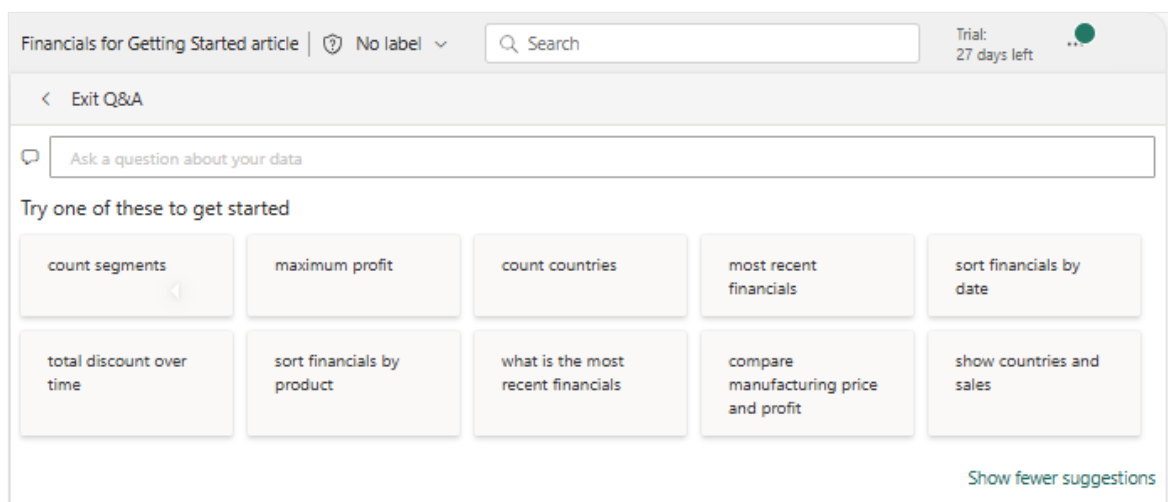 Financials for Getting Started article | No label
Search
Trial:
27 days left
Exit Q&A
Ask a question about your data
Try one of these to get started
count segments
maximum profit
count countries
most recent
financials
sort financials by
date
total discount over
time
sort financials by
product
what is the most
recent financials
compare
manufacturing price
and profit
show countries and
sales
Show fewer suggestions